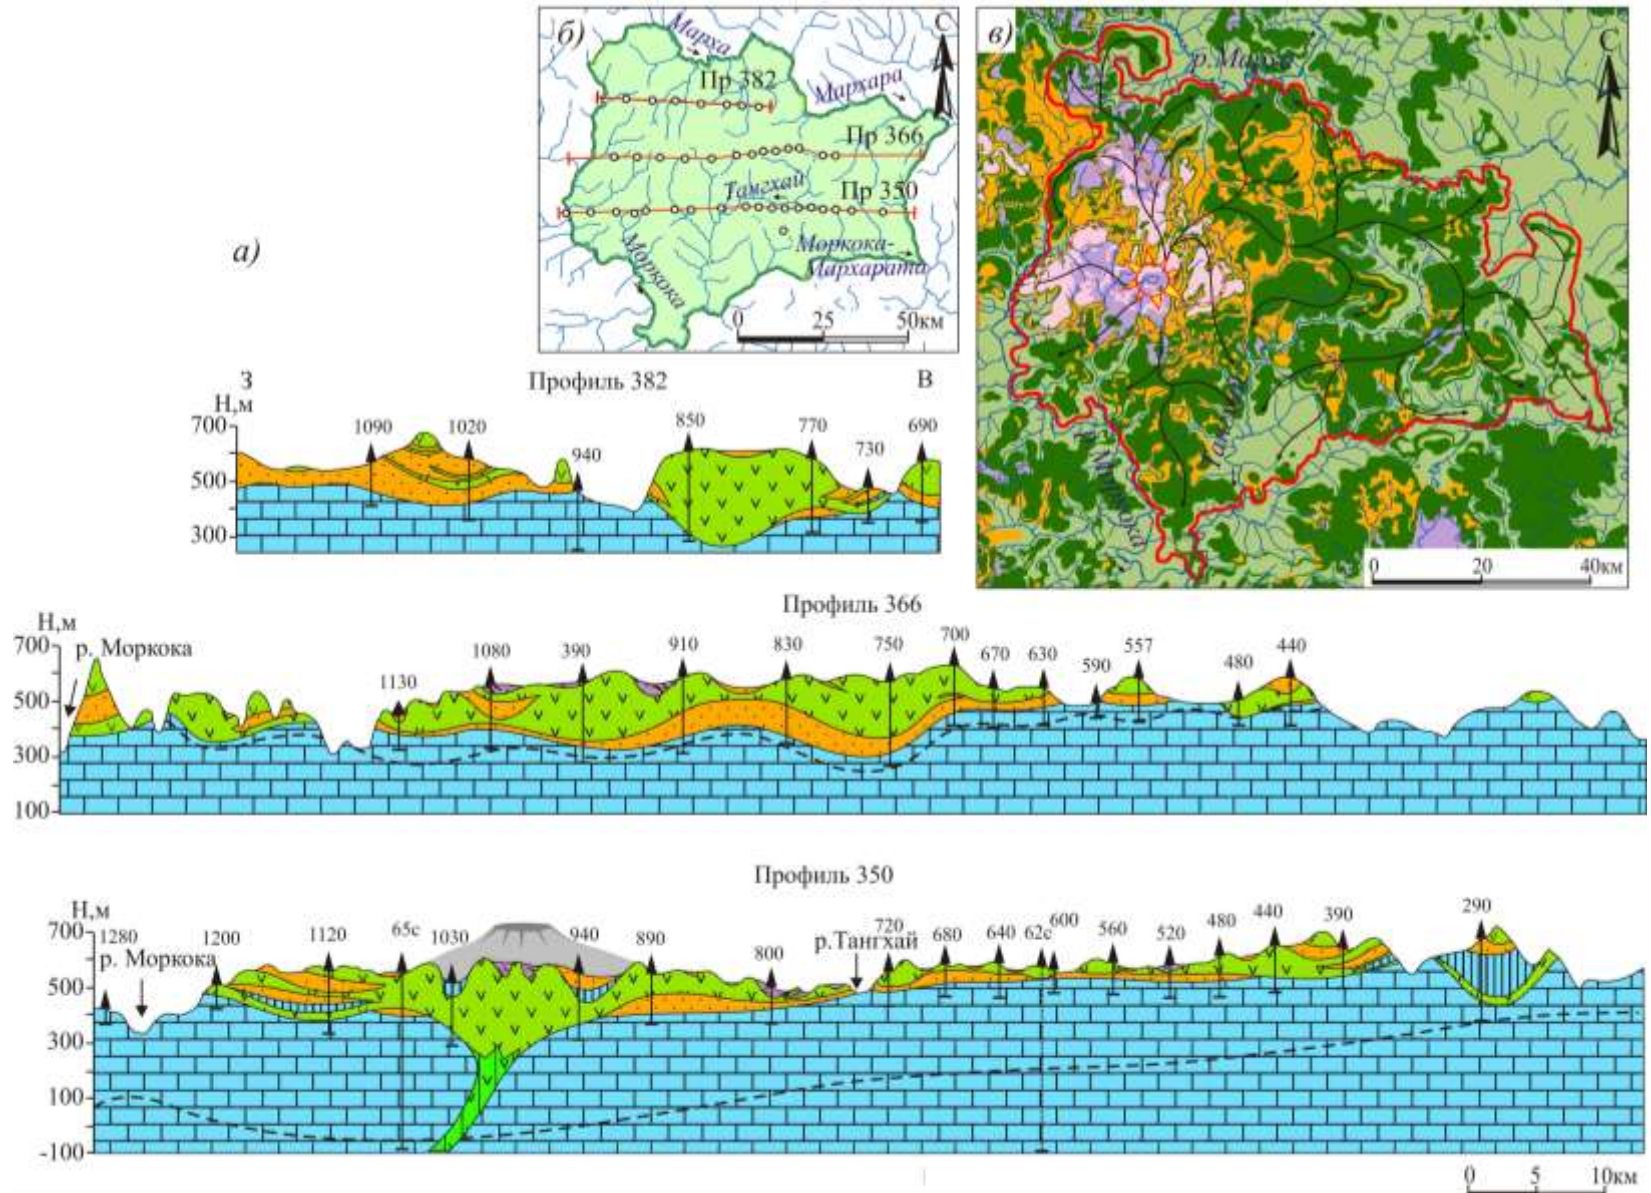 а)
б)
С
Марха
Пр 382
Мархара
Пр 366
Тангхай
Пр 350
Моркока
Моркока-
Мархарата
0 25 50км
в)
С
0 20 40км
Профиль 382
З В
Н,м
700
500
300
1090 1020 940 850 770 730 690
Профиль 366
Н,м
700
500
300
100
р. Моркока
1130 1080 390 910 830 750 700 670 630 590 557 480 440
Профиль 350
Н,м
700
500
300
100
-100
1280
р. Моркока
1200 1120 65с 1030 940 890 800
р.Тангхай
720 680 640 62с 600 560 520 480 440 390 290
0 5 10км